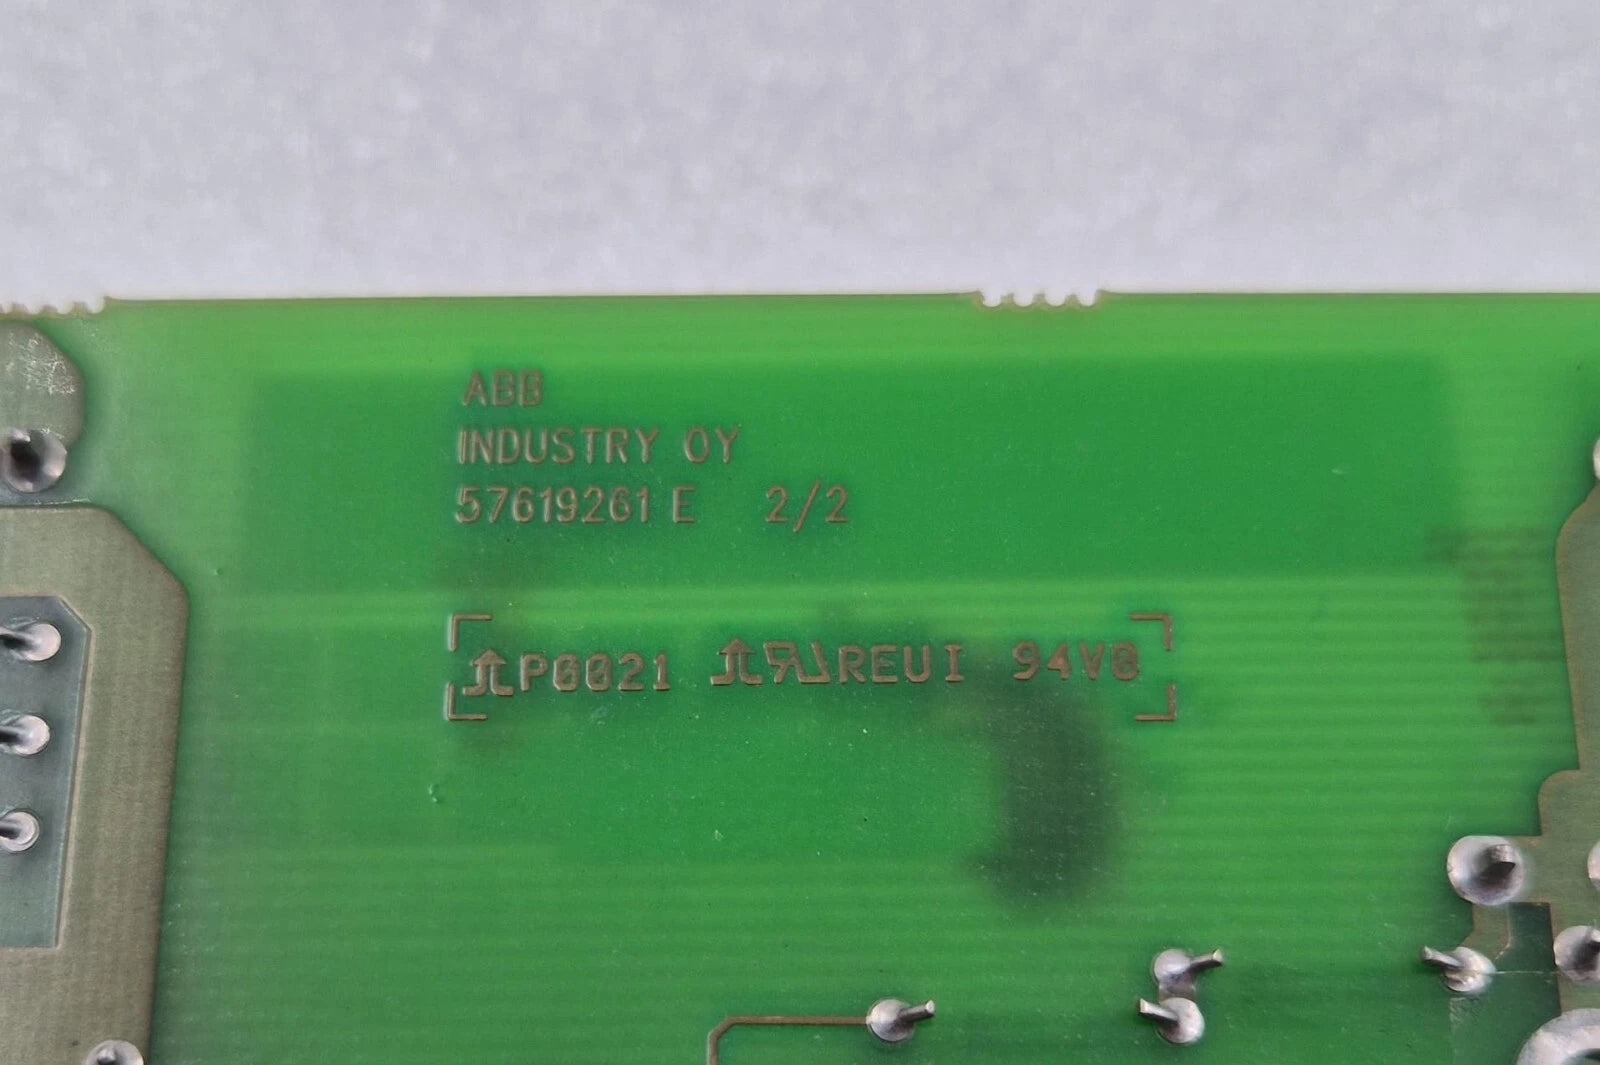 ABB
INDUSTRY OY
57619261 E 2/2
P0021 REUI 94V0